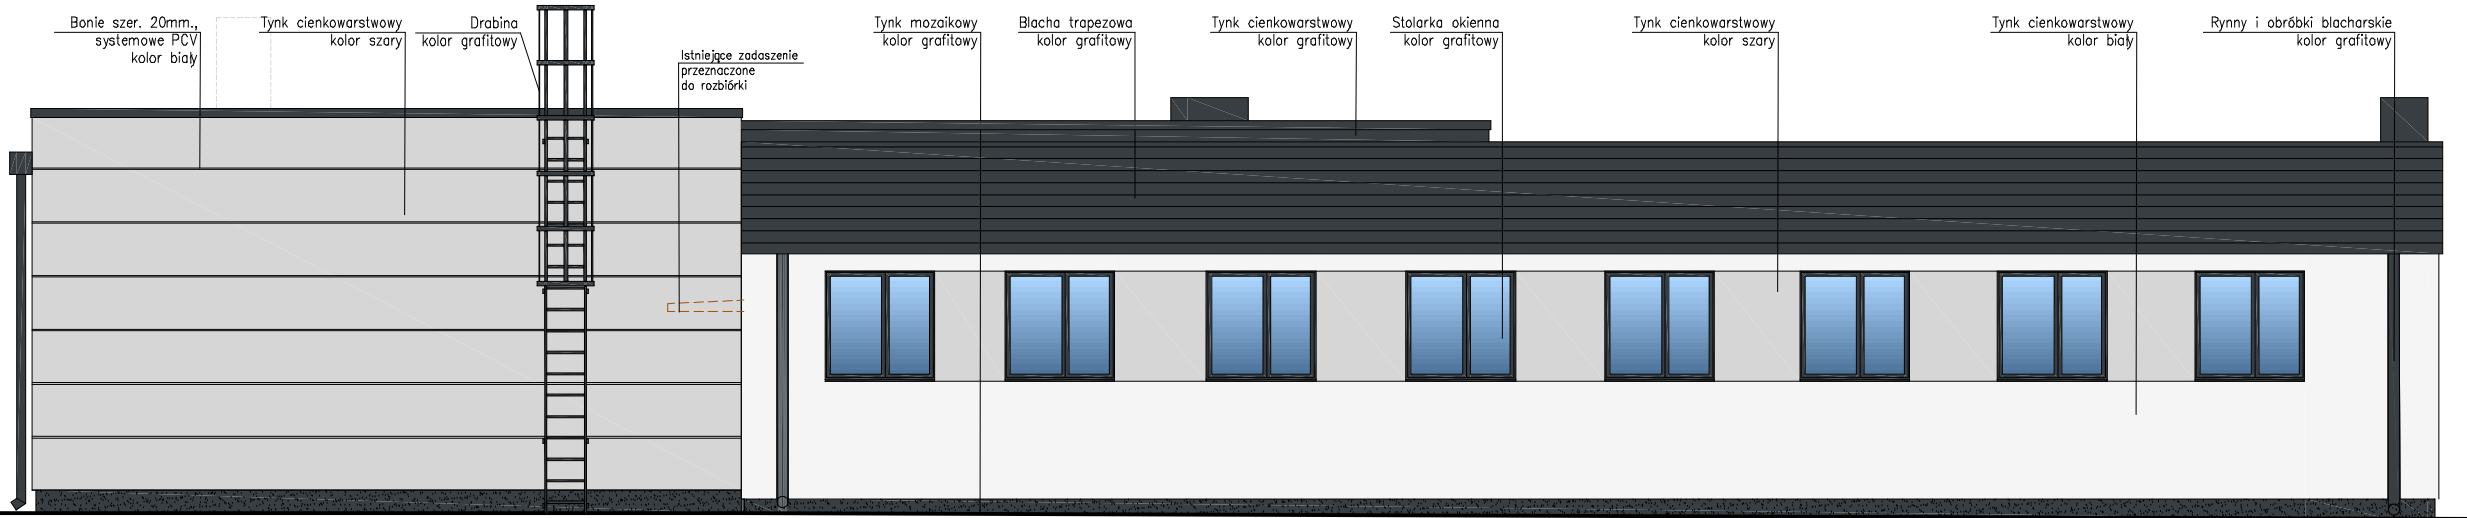 Bonie szer. 20mm.,
systemowe PCV
kolor biały
Tynk cienkowarstwowy
kolor szary
Drabina
kolor grafitowy
Istniejące zadaszenie
przeznaczone
do rozbiórki
Tynk mozaikowy
kolor grafitowy
Blacha trapezowa
kolor grafitowy
Tynk cienkowarstwowy
kolor grafitowy
Stolarka okienna
kolor grafitowy
Tynk cienkowarstwowy
kolor szary
Tynk cienkowarstwowy
kolor biały
Rynny i obróbki blacharskie
kolor grafitowy